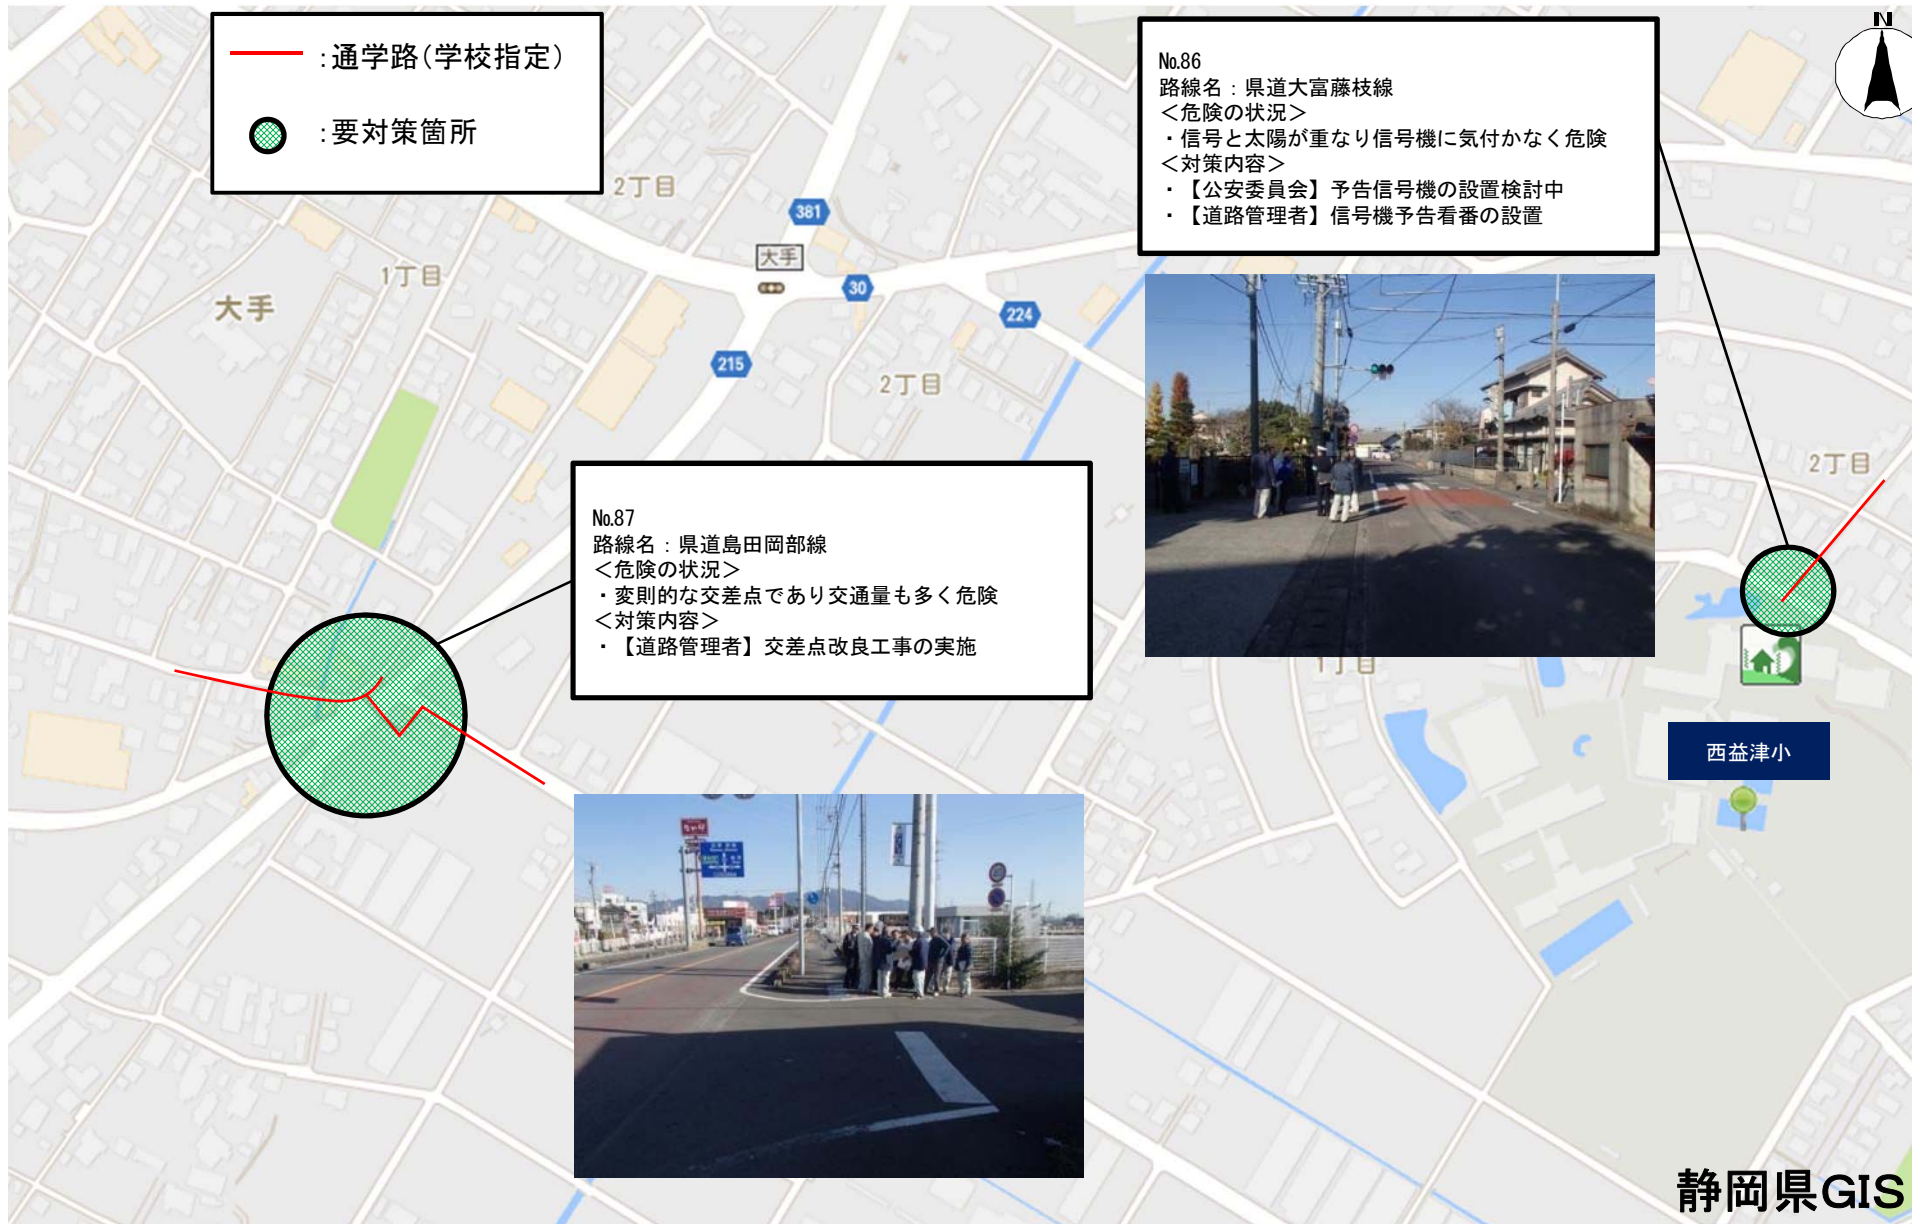 :通学路(学校指定)
:要対策箇所
No.86
路線名:県道大富藤枝線
<危険の状況>
・信号と太陽が重なり信号機に気付かなく危険
<対策内容>
・【公安委員会】予告信号機の設置検討中
・【道路管理者】信号機予告看番の設置
N
2丁目
381
大手
1丁目
大手
30
224
215
2丁目
2丁目
No.87
路線名:県道島田岡部線
<危険の状況>
・変則的な交差点であり交通量も多く危険
<対策内容>
・【道路管理者】交差点改良工事の実施
1丁目
西益津小
静岡県GIS